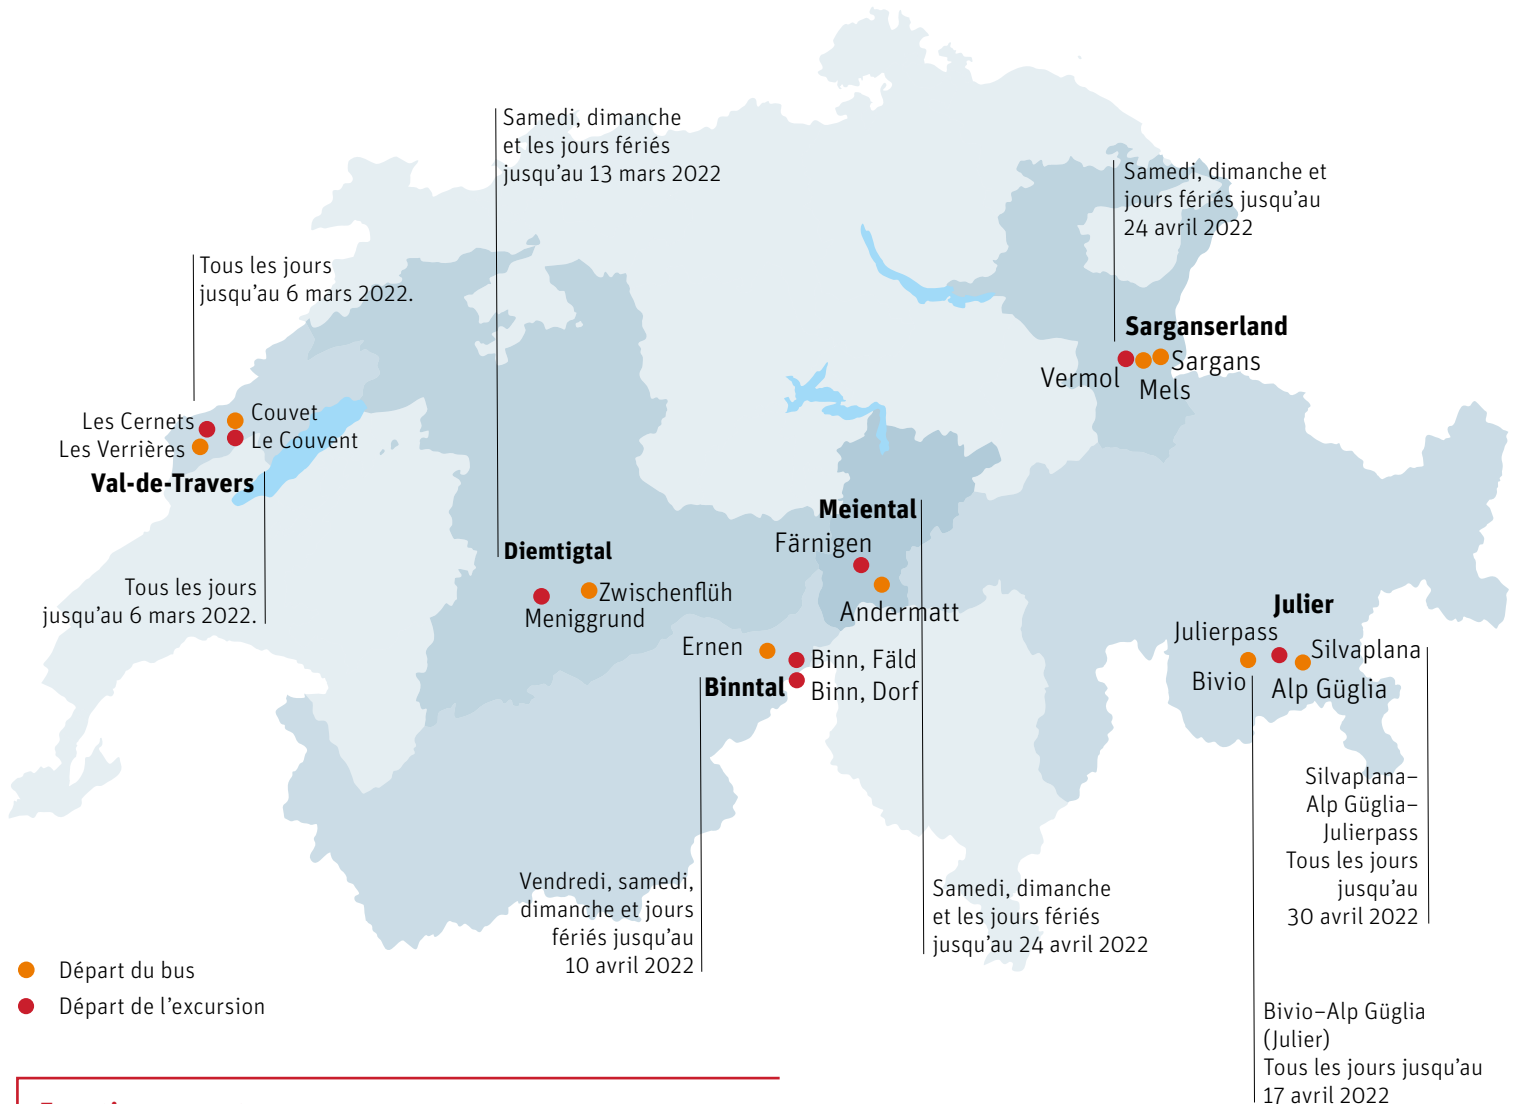 Samedi, dimanche
et les jours fériés
jusqu'au 13 mars 2022
Samedi, dimanche et
jours fériés jusqu'au
24 avril 2022
Tous les jours
jusqu'au 6 mars 2022.
Sarganserland
Vermol
Sargans
Mels
Les Cernets
Les Verrières
Couvet
Le Couvent
Val-de-Travers
Tous les jours
jusqu'au 6 mars 2022.
Diemtigtal
Zwischenflüh
Meniggrund
Meiental
Färnigen
Andermatt
Ernen
Binn, Fäld
Binntal
Binn, Dorf
Julier
Julierpass
Silvaplana
Bivio
Alp Güglia
Silvaplana–
Alp Güglia–
Julierpass
Tous les jours
jusqu'au
30 avril 2022
Vendredi, samedi,
dimanche et jours
fériés jusqu'au
10 avril 2022
Samedi, dimanche
et les jours fériés
jusqu'au 24 avril 2022
Bivio–Alp Güglia
(Julier)
Tous les jours jusqu'au
17 avril 2022
Départ du bus
Départ de l'excursion